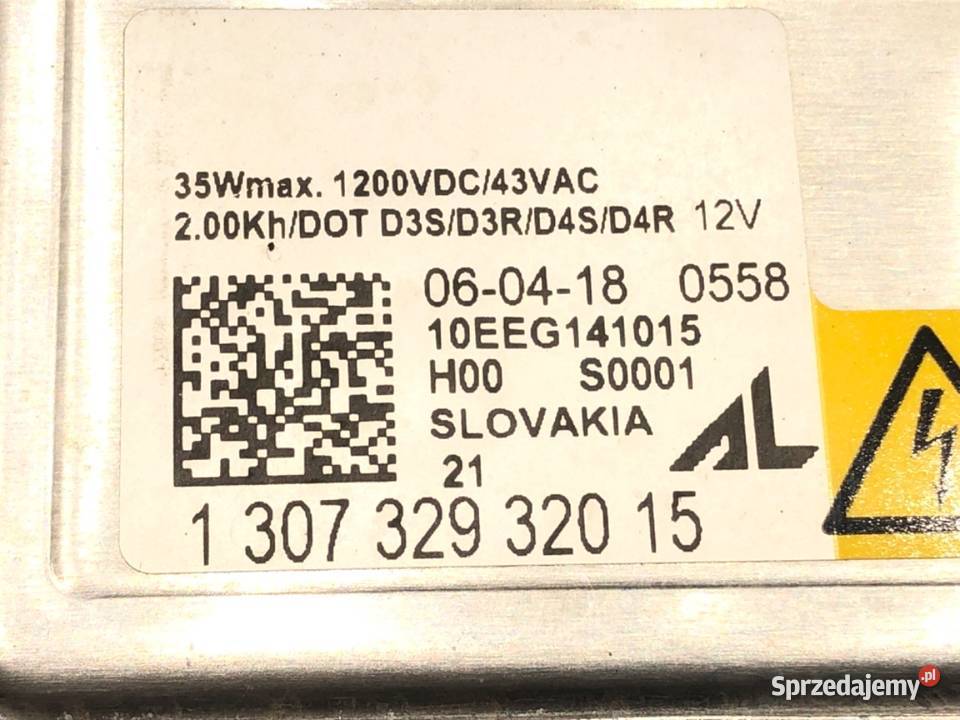 35Wmax. 1200VDC/43VAC
2.00Kh/DOT D3S/D3R/D4S/D4R 12V
06-04-18 0558
10EEG141015
H00 S0001
SLOVAKIA
21
AL
1 307 329 320 15
Sprzedajemy.pl